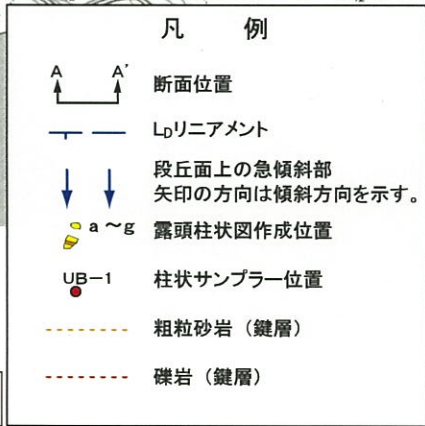 凡 例
A A' 断面位置
LDリニアメント
段丘面上の急傾斜部
矢印の方向は傾斜方向を示す。
a ～g 露頭柱状図作成位置
UB-1 柱状サンプラー位置
粗粒砂岩（鍵層）
礫岩（鍵層）